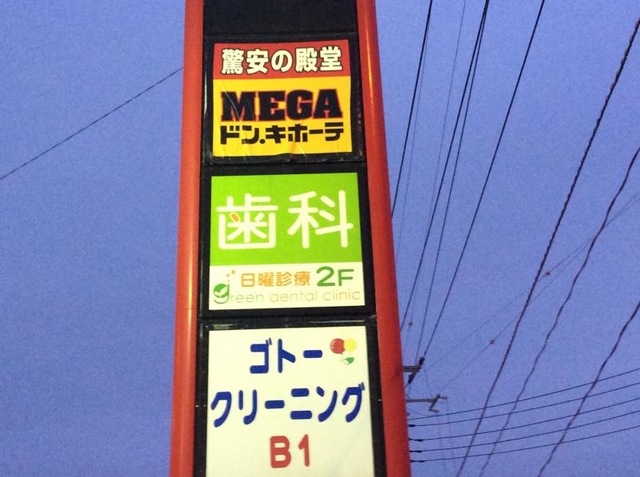 驚安の殿堂
MEGA
ドン.キホーテ
歯科
日曜診療 2F
green dental clinic
ゴトー
クリーニング
B1